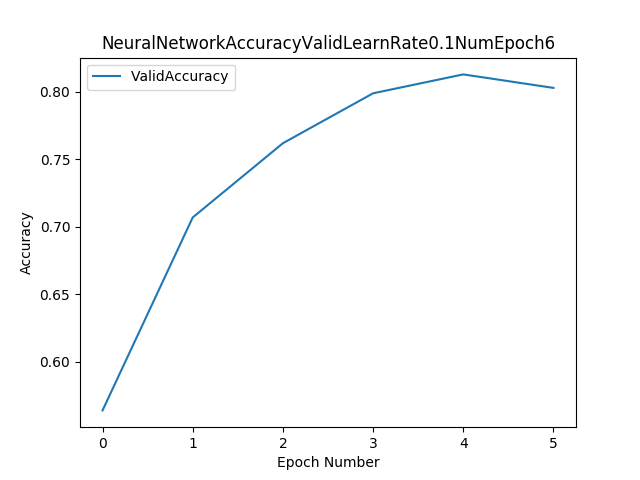 NeuralNetworkAccuracyValidLearnRate0.1NumEpoch6
ValidAccuracy
0.80
0.75
0.70
0.65
0.60
Accuracy
0 1 2 3 4 5
Epoch Number